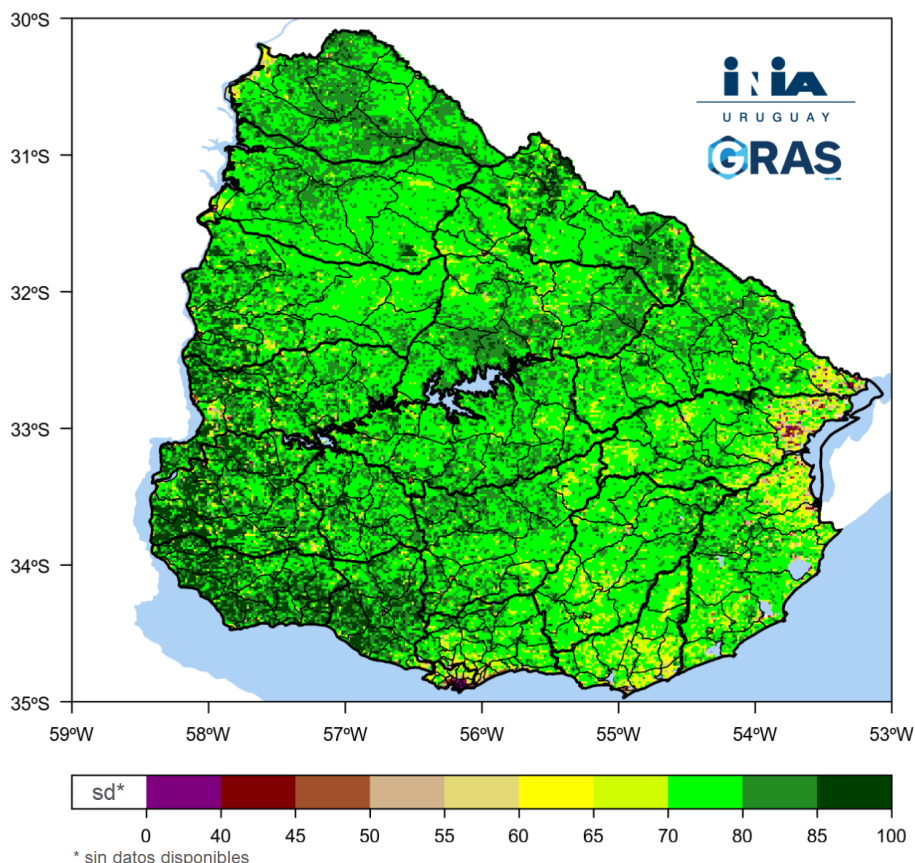 30ºS
31ºS
32ºS
33ºS
34ºS
35ºS
59ºW 58ºW 57ºW 56ºW 55ºW 54ºW 53ºW
iNiA
URUGUAY
GRAS
sd*
0 40 45 50 55 60 65 70 80 85 100
* sin datos disponibles